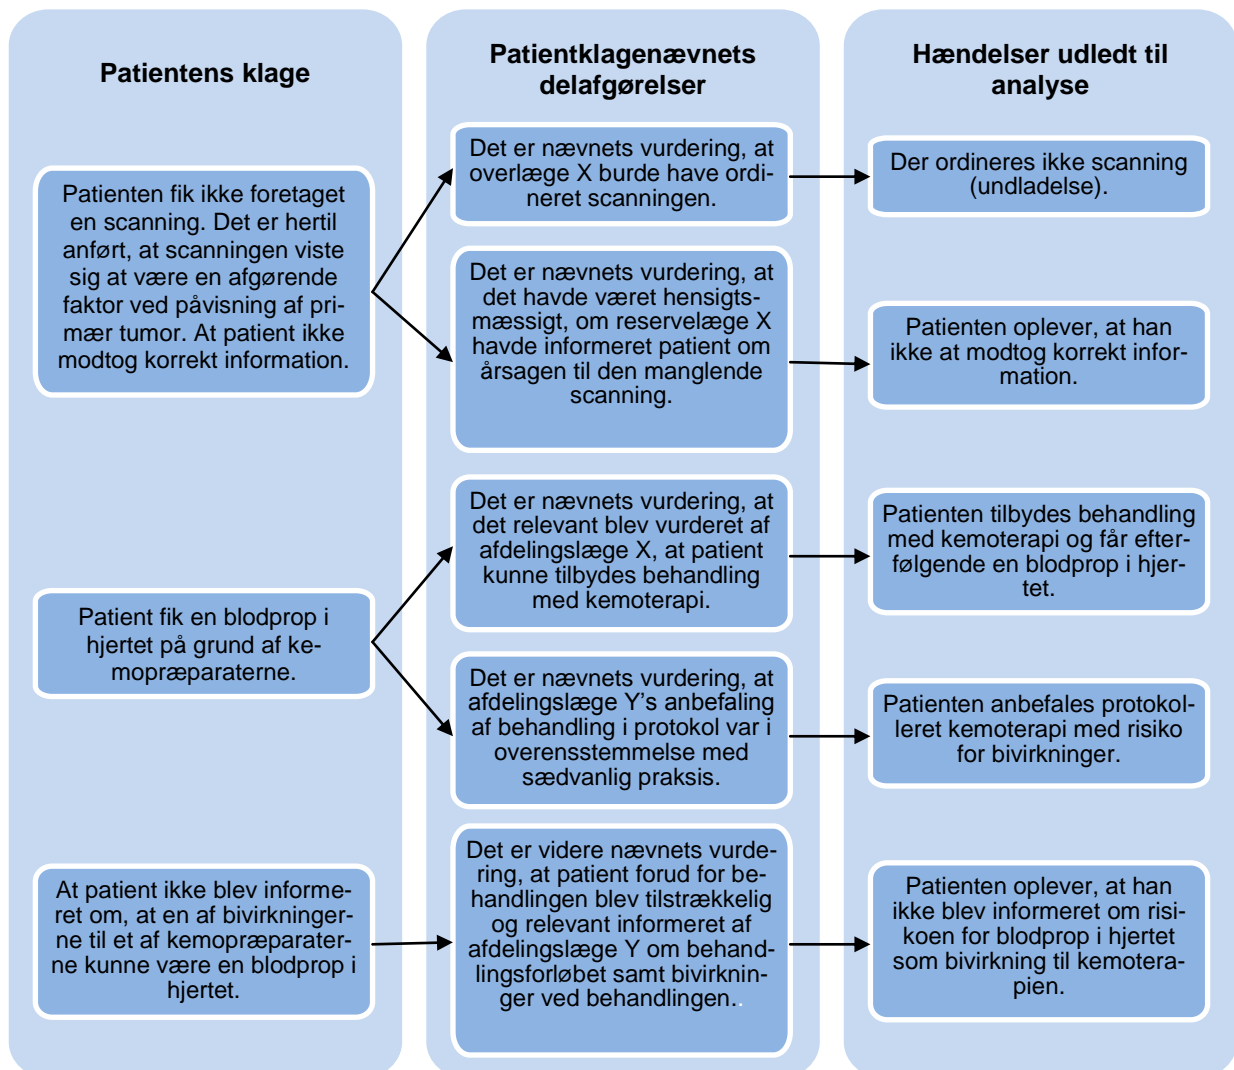 Patientens klage
Patienten fik ikke foretaget
en scanning. Det er hertil
anført, at scanningen viste
sig at være en afgørende
faktor ved påvisning af pri-
mær tumor. At patient ikke
modtog korrekt information.
Patient fik en blodprop i
hjertet på grund af ke-
mopræparaterne.
At patient ikke blev informe-
ret om, at en af bivirkninger-
ne til et af kemopræparater-
ne kunne være en blodprop i
hjertet.
Patientklagenævnets
delafgørelser
Det er nævnets vurdering, at
overlæge X burde have ordi-
neret scanningen.
Det er nævnets vurdering, at
det havde været hensigts-
mæssigt, om reservelæge X
havde informeret patient om
årsagen til den manglende
scanning.
Det er nævnets vurdering, at
det relevant blev vurderet af
afdelingslæge X, at patient
kunne tilbydes behandling
med kemoterapi.
Det er nævnets vurdering, at
afdelingslæge Y’s anbefaling
af behandling i protokol var i
overensstemmelse med
sædvanlig praksis.
Det er videre nævnets vurde-
ring, at patient forud for be-
handlingen blev tilstrækkelig
og relevant informeret af
afdelingslæge Y om behand-
lingsforløbet samt bivirknin-
ger ved behandlingen..
Hændelser udledt til
analyse
Der ordineres ikke scanning
(undladelse).
Patienten oplever, at han
ikke at modtog korrekt infor-
mation.
Patienten tilbydes behandling
med kemoterapi og får efter-
følgende en blodprop i hjer-
tet.
Patienten anbefales protokol-
leret kemoterapi med risiko
for bivirkninger.
Patienten oplever, at han
ikke blev informeret om risi-
koen for blodprop i hjertet
som bivirkning til kemotera-
pien.